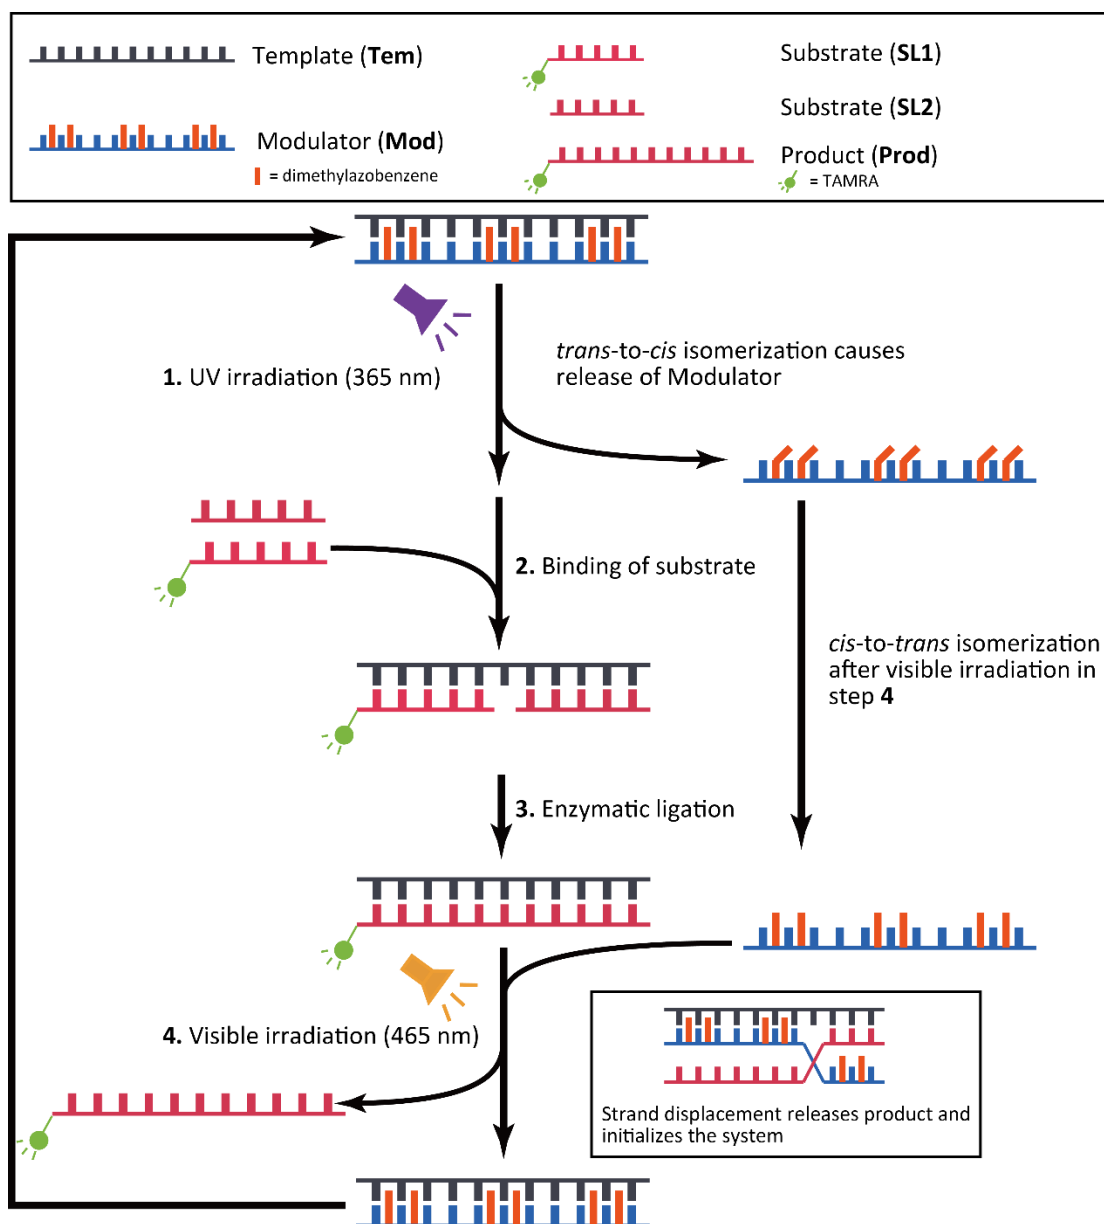 Template (Tem)
Modulator (Mod)
= dimethylazobenzene
Substrate (SL1)
Substrate (SL2)
Product (Prod)
= TAMRA
1. UV irradiation (365 nm)
trans-to-cis isomerization causes
release of Modulator
2. Binding of substrate
cis-to-trans isomerization
after visible irradiation in
step 4
3. Enzymatic ligation
4. Visible irradiation (465 nm)
Strand displacement releases product and
initializes the system